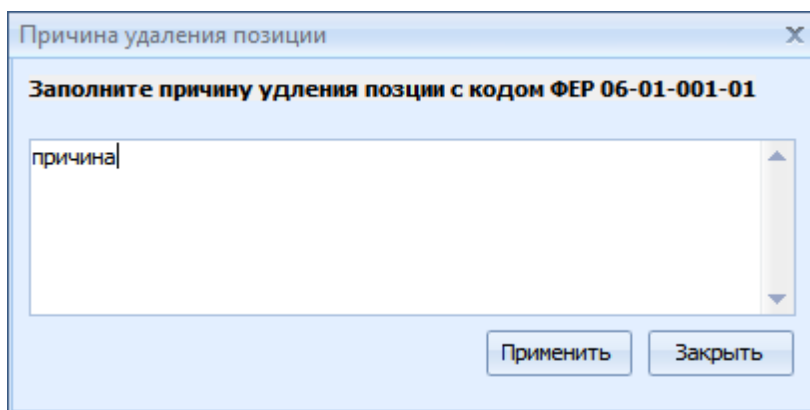 Причина удаления позиции
Заполните причину удления позции с кодом ФЕР 06-01-001-01
причина
Применить Закрыть